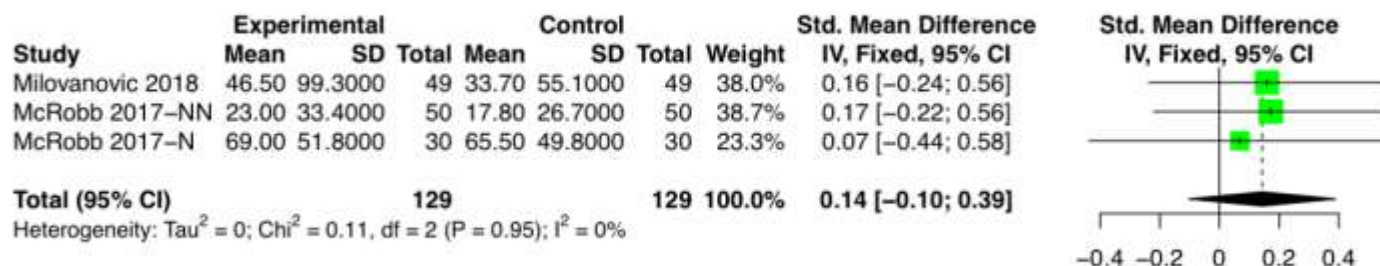 Experimental Control Std. Mean Difference Std. Mean Difference
Study Mean SD Total Mean SD Total Weight IV, Fixed, 95% CI IV, Fixed, 95% CI
Milovanovic 2018 46.50 99.3000 49 33.70 55.1000 49 38.0% 0.16 [−0.24; 0.56]
McRobb 2017−NN 23.00 33.4000 50 17.80 26.7000 50 38.7% 0.17 [−0.22; 0.56]
McRobb 2017−N 69.00 51.8000 30 65.50 49.8000 30 23.3% 0.07 [−0.44; 0.58]
Total (95% CI) 129 129 100.0% 0.14 [−0.10; 0.39]
Heterogeneity: Tau² = 0; Chi² = 0.11, df = 2 (P = 0.95); I² = 0%
−0.4 −0.2 0 0.2 0.4